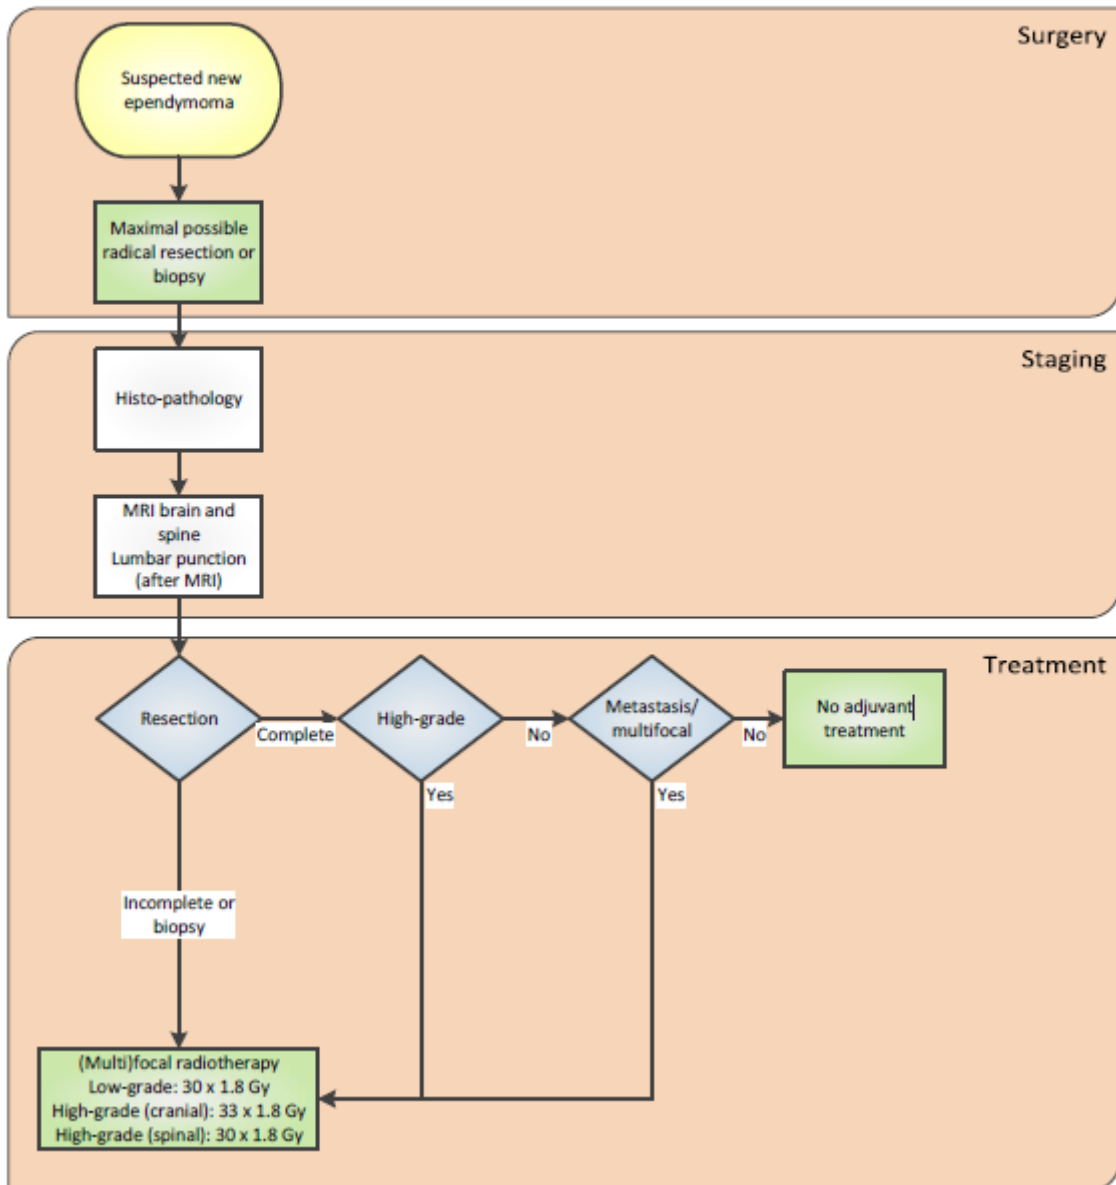 Surgery
Suspected new
ependymoma
Maximal possible
radical resection or
biopsy
Staging
Histo-pathology
MRI brain and
spine
Lumbar punction
(after MRI)
Treatment
Resection
Complete
High-grade
No
Metastasis/
multifocal
No
No adjuvant
treatment
Yes
Yes
Incomplete or
biopsy
(Multi)focal radiotherapy
Low-grade: 30 x 1.8 Gy
High-grade (cranial): 33 x 1.8 Gy
High-grade (spinal): 30 x 1.8 Gy